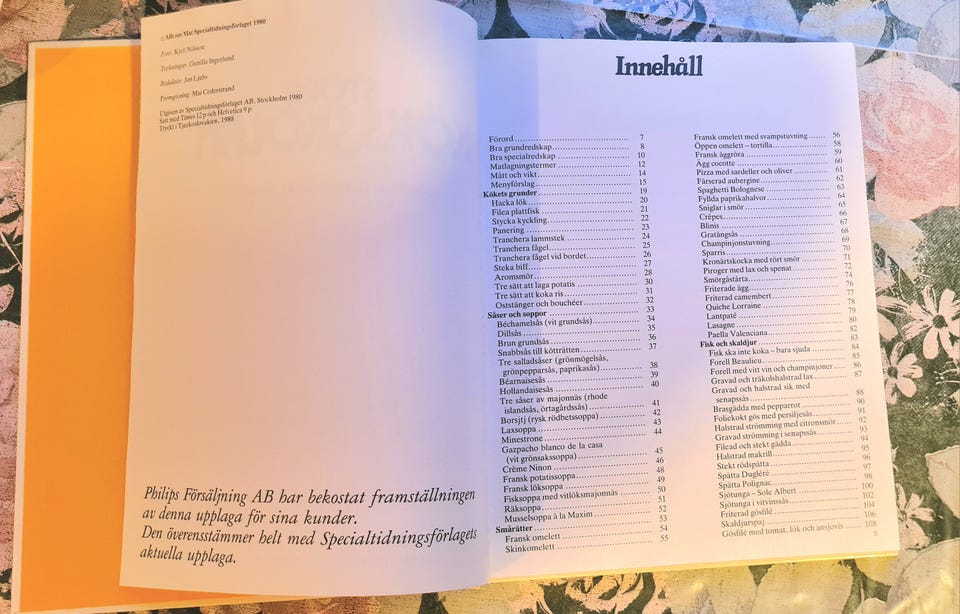 © Allt om Mat Specialtidningsförlaget 1980
Foto: Kjell Nilsson
Teckningar: Gunilla Ingerlund
Redaktör: Jan Ljubs
Formgivning: Mai Cederstrand
Utgiven av Specialtidningsförlaget AB, Stockholm 1980
Satt med Times 12 p och Helvetica 9 p.
Tryckt i Tjeckoslovakien, 1988
Philips Försäljning AB har bekostat framställningen
av denna upplaga för sina kunder.
Den överensstämmer helt med Specialtidningsförlagets
aktuella upplaga.
Innehåll
Förord 7
Bra grundredskap 8
Bra specialredskap 10
Matlagningstermer 12
Mått och vikt 14
Menyförslag 15
Kökets grunder 19
Hacka lök 20
Filea plattfisk 21
Stycka kyckling 22
Panering 23
Tranchera lammstek 24
Tranchera fågel 25
Tranchera fågel vid bordet 26
Steka biff 27
Aromsmör 28
Tre sätt att laga potatis 30
Tre sätt att koka ris 31
Oststänger och bouchéer 32
Såser och soppor 33
Béchamelsås (vit grundsås) 34
Dillsås 35
Brun grundsås 36
Snabbsås till kötträtten 37
Tre salladsåser (grönmögelsås,
grönpepparsås, paprikasås) 38
Béarnaisesås 39
Hollandaisesås 40
Tre såser av majonnäs (rhode
islandsås, örtagårdssås) 41
Borsjtj (rysk rödbetssoppa) 42
Laxsoppa 43
Minestrone 44
Gazpacho blanco de la casa
(vit grönsakssoppa) 45
Crème Ninon 46
Fransk potatissoppa 48
Fransk löksoppa 49
Fisksoppa med vitlöksmajonnäs 50
Räksoppa 51
Musselsoppa à la Maxim 52
Smårätter 53
Fransk omelett 54
Skinkomelett 55
Fransk omelett med svampstuvning 56
Öppen omelett – tortilla 58
Fransk äggröra 59
Ägg cocotte 60
Pizza med sardeller och oliver 61
Färserad aubergine 62
Spaghetti Bolognese 63
Fyllda paprikahalvor 64
Sniglar i smör 65
Crêpes 66
Blinis 67
Gratängsås 68
Champinjonstuvning 69
Sparris 70
Kronärtskocka med rört smör 71
Piroger med lax och spenat 72
Smörgåstårta 74
Friterade ägg 76
Friterad camembert 77
Quiche Lorraine 78
Lantpaté 79
Lasagne 80
Paella Valenciana 82
Fisk och skaldjur 83
Fisk ska inte koka – bara sjuda 84
Forell Beaulieu 85
Forell med vitt vin och champinjoner 86
Gravad och träkolshalstrad lax 87
Gravad och halstrad sik med
senapssås 88
Brasgädda med pepparrot 90
Foliekokt gös med persiljesås 91
Halstrad strömming med citronsmör 92
Gravad strömming i senapssås 93
Filead och stekt gädda 94
Halstrad makrill 95
Stekt rödspätta 96
Spätta Dugléré 97
Spätta Polignac 98
Sjötunga – Sole Albert 100
Sjötunga i vitvinssås 102
Friterad gösfilé 104
Skaldjurspaj 106
Gösfilé med tomat, lök och ansjovis 108
5